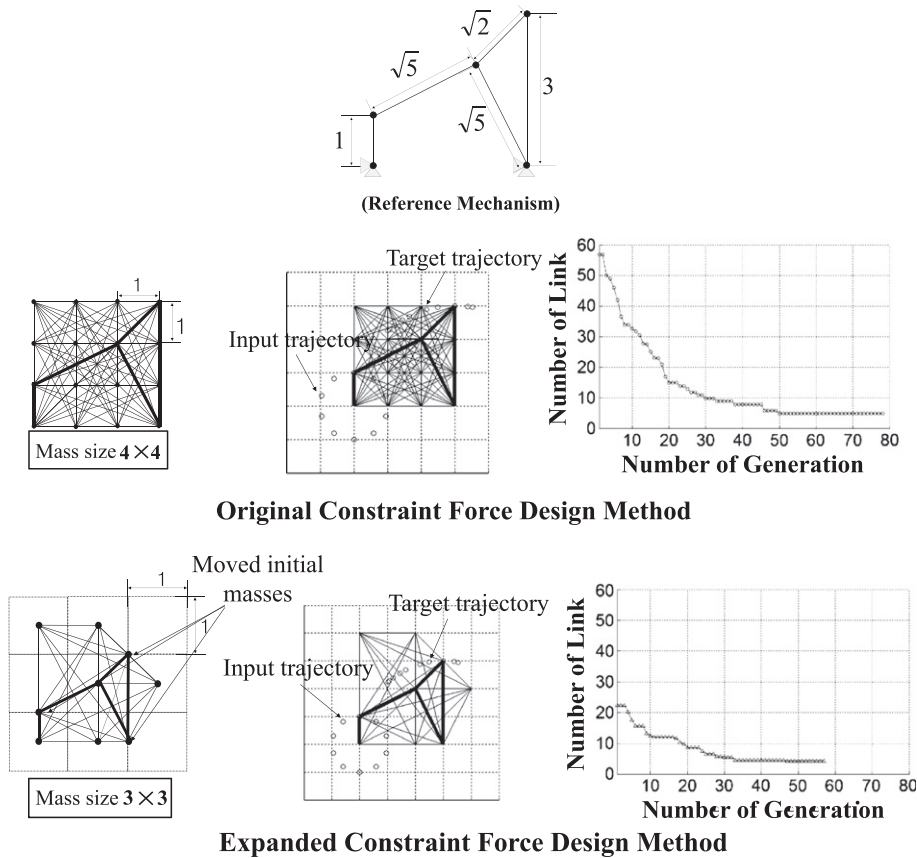 √2
√5
3
√5
1
(Reference Mechanism)
1
1
Mass size 4×4
Target trajectory
Input trajectory
Number of Link
60
50
40
30
20
10
0
10 20 30 40 50 60 70 80
Number of Generation
Original Constraint Force Design Method
Moved initial
masses
1
1
Mass size 3×3
Target trajectory
Input trajectory
Number of Link
60
50
40
30
20
10
0
10 20 30 40 50 60 70 80
Number of Generation
Expanded Constraint Force Design Method